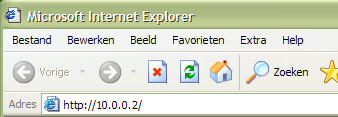 Microsoft Internet Explorer
Bestand Bewerken Beeld Favorieten Extra Help
Vorige Zoeken
Adres http://10.0.0.2/